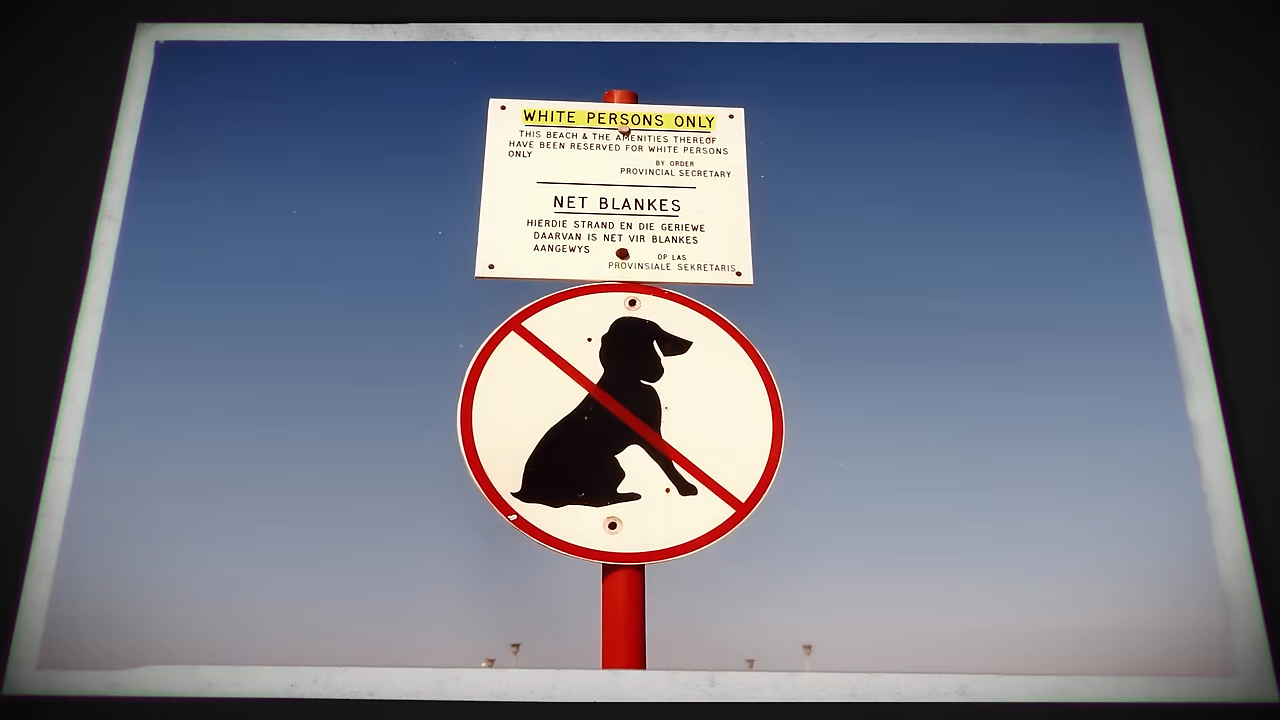 WHITE PERSONS ONLY
THIS BEACH & THE AMENITIES THEREOF
HAVE BEEN RESERVED FOR WHITE PERSONS
ONLY
BY ORDER
PROVINCIAL SECRETARY
NET BLANKES
HIERDIE STRAND EN DIE GERIEWE
DAARVAN IS NET VIR BLANKES
AANGEWYS
OP LAS
PROVINSIALE SEKRETARIS